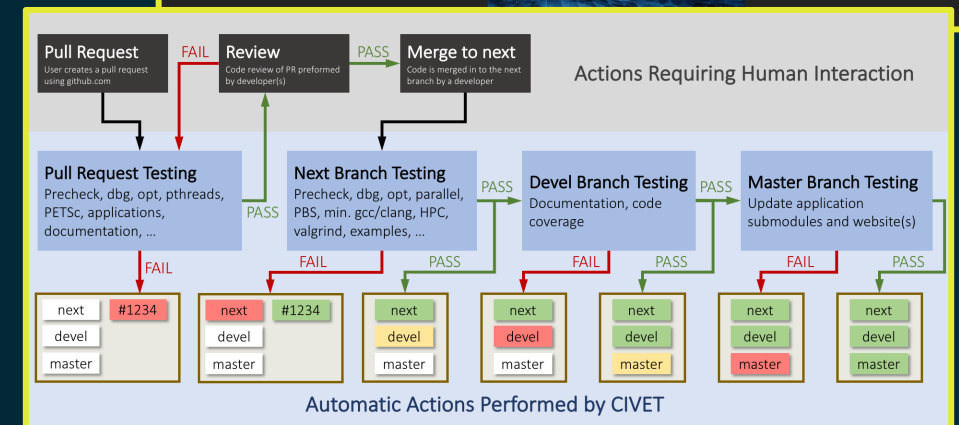 Pull Request
User creates a pull request
using github.com
FAIL
Review
Code review of PR preformed
by developer(s)
PASS
Merge to next
Code is merged in to the next
branch by a developer
Actions Requiring Human Interaction
Pull Request Testing
Precheck, dbg, opt, pthreads,
PETSc, applications,
documentation, ...
PASS
Next Branch Testing
Precheck, dbg, opt, parallel,
PBS, min. gcc/clang, HPC,
valgrind, examples, ...
PASS
Devel Branch Testing
Documentation, code
coverage
PASS
Master Branch Testing
Update application
submodules and website(s)
FAIL
FAIL
PASS
FAIL
PASS
FAIL
PASS
next
#1234
devel
master
next
#1234
devel
master
next
devel
master
next
devel
master
next
devel
master
next
devel
master
next
devel
master
Automatic Actions Performed by CIVET